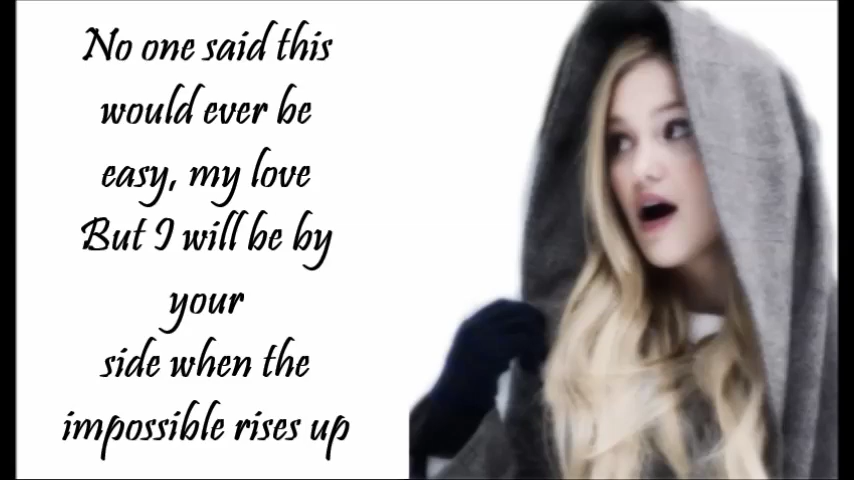 No one said this
would ever be
easy, my love
But I will be by
your
side when the
impossible rises up